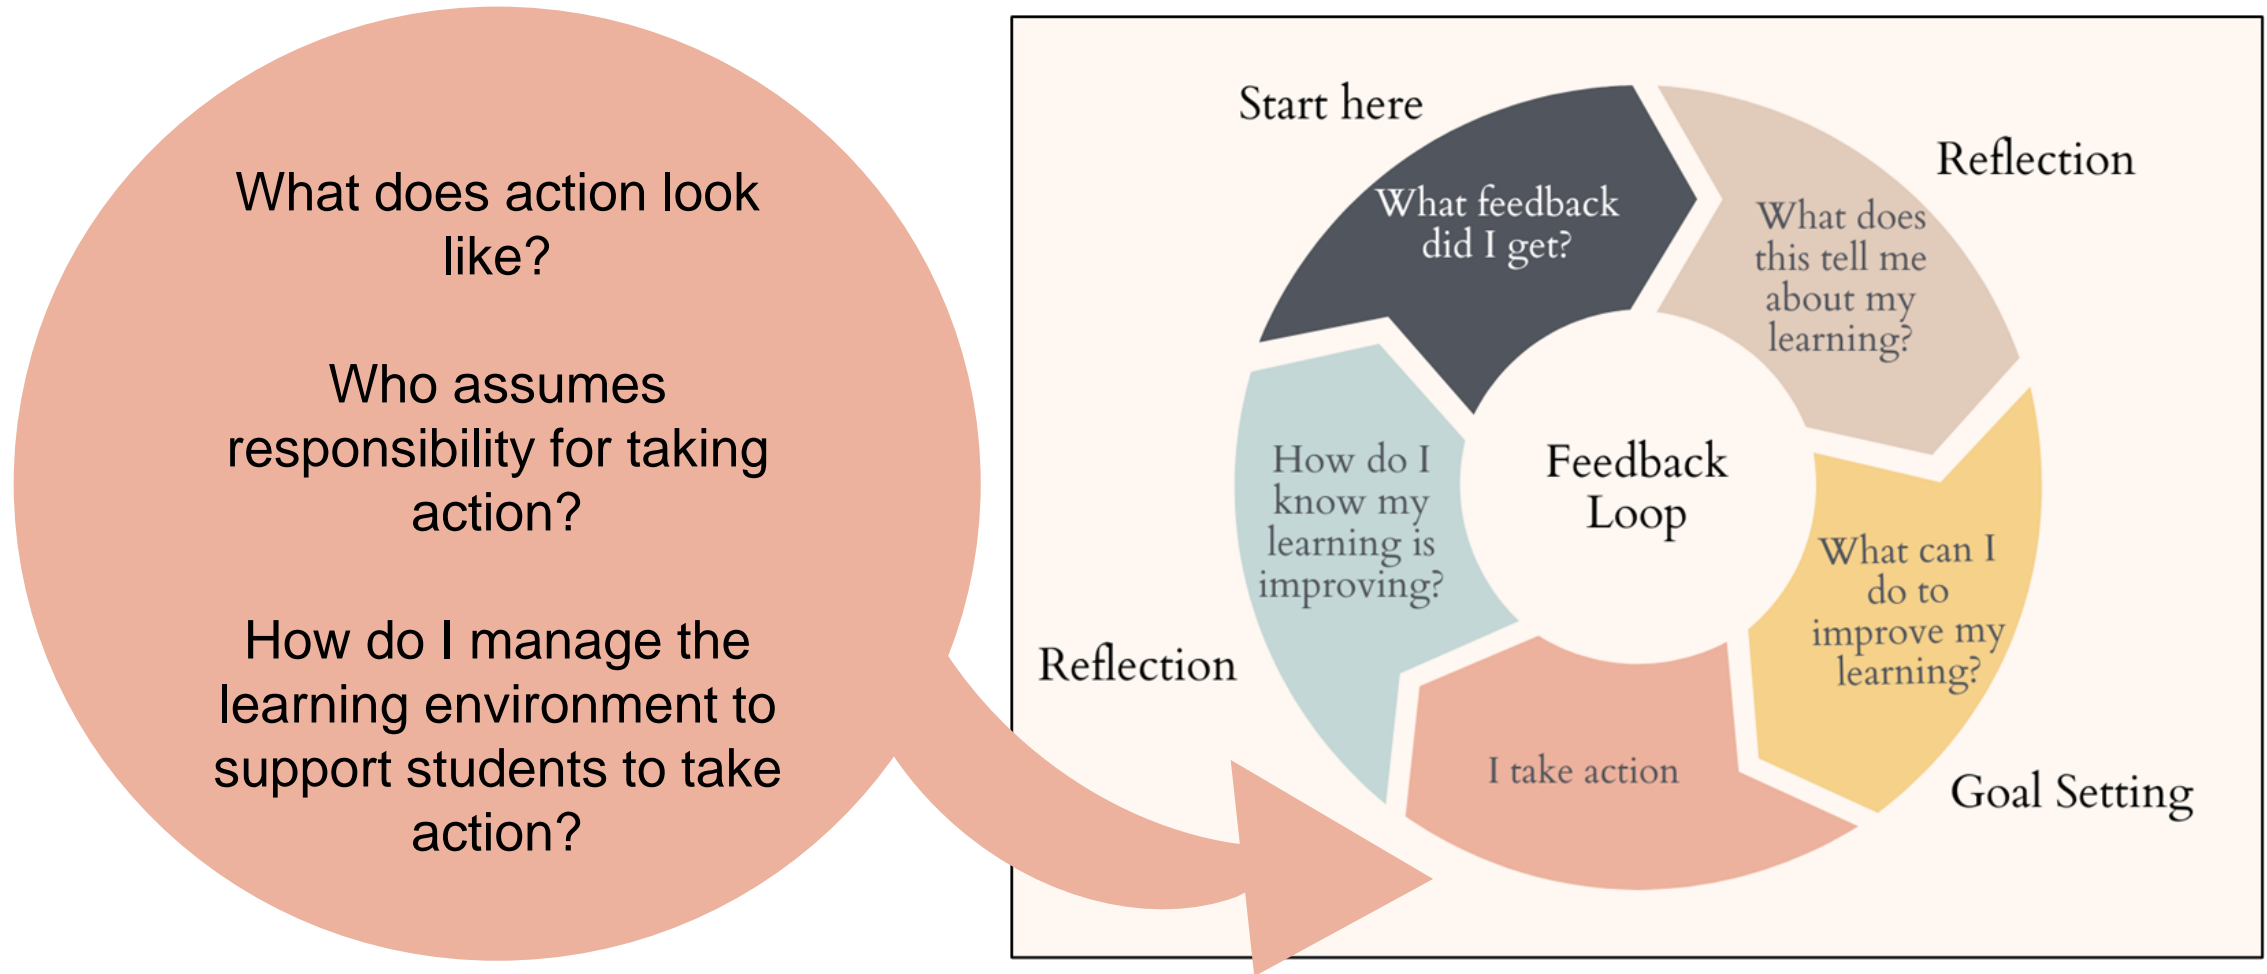 What does action look
like?
Who assumes
responsibility for taking
action?
How do I manage the
learning environment to
support students to take
action?
Start here
What feedback
did I get?
Reflection
What does
this tell me
about my
learning?
Feedback
Loop
What can I
do to
improve my
learning?
Goal Setting
I take action
How do I
know my
learning is
improving?
Reflection